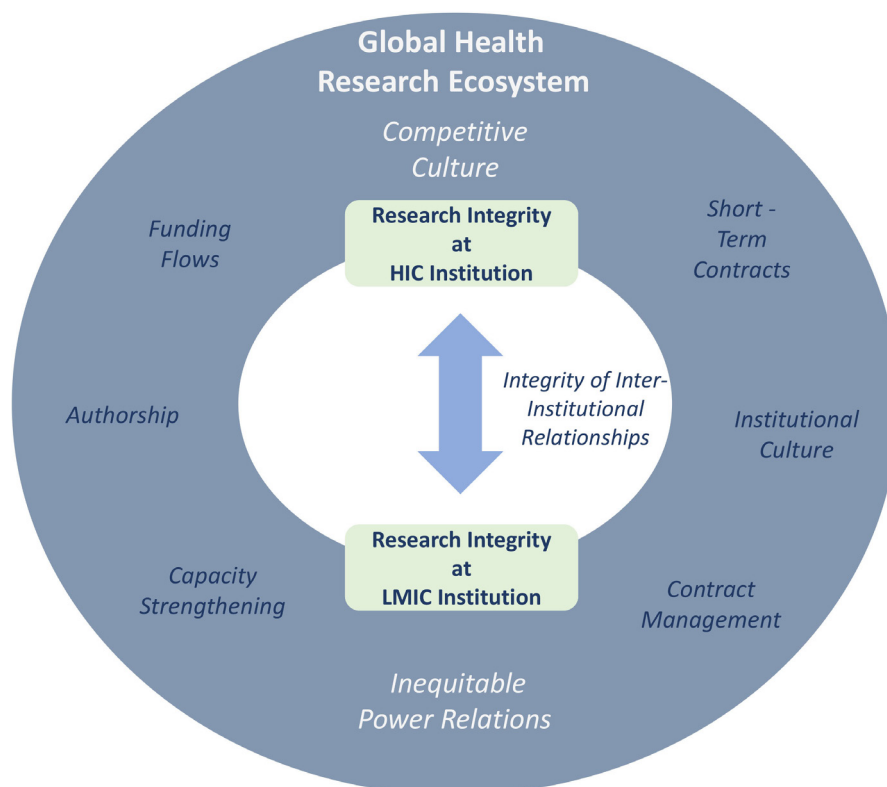 Global Health
Research Ecosystem
Competitive
Culture
Research Integrity
at
HIC Institution
Funding
Flows
Short -
Term
Contracts
Integrity of Inter-
Institutional
Relationships
Authorship
Institutional
Culture
Research Integrity
at
LMIC Institution
Capacity
Strengthening
Contract
Management
Inequitable
Power Relations